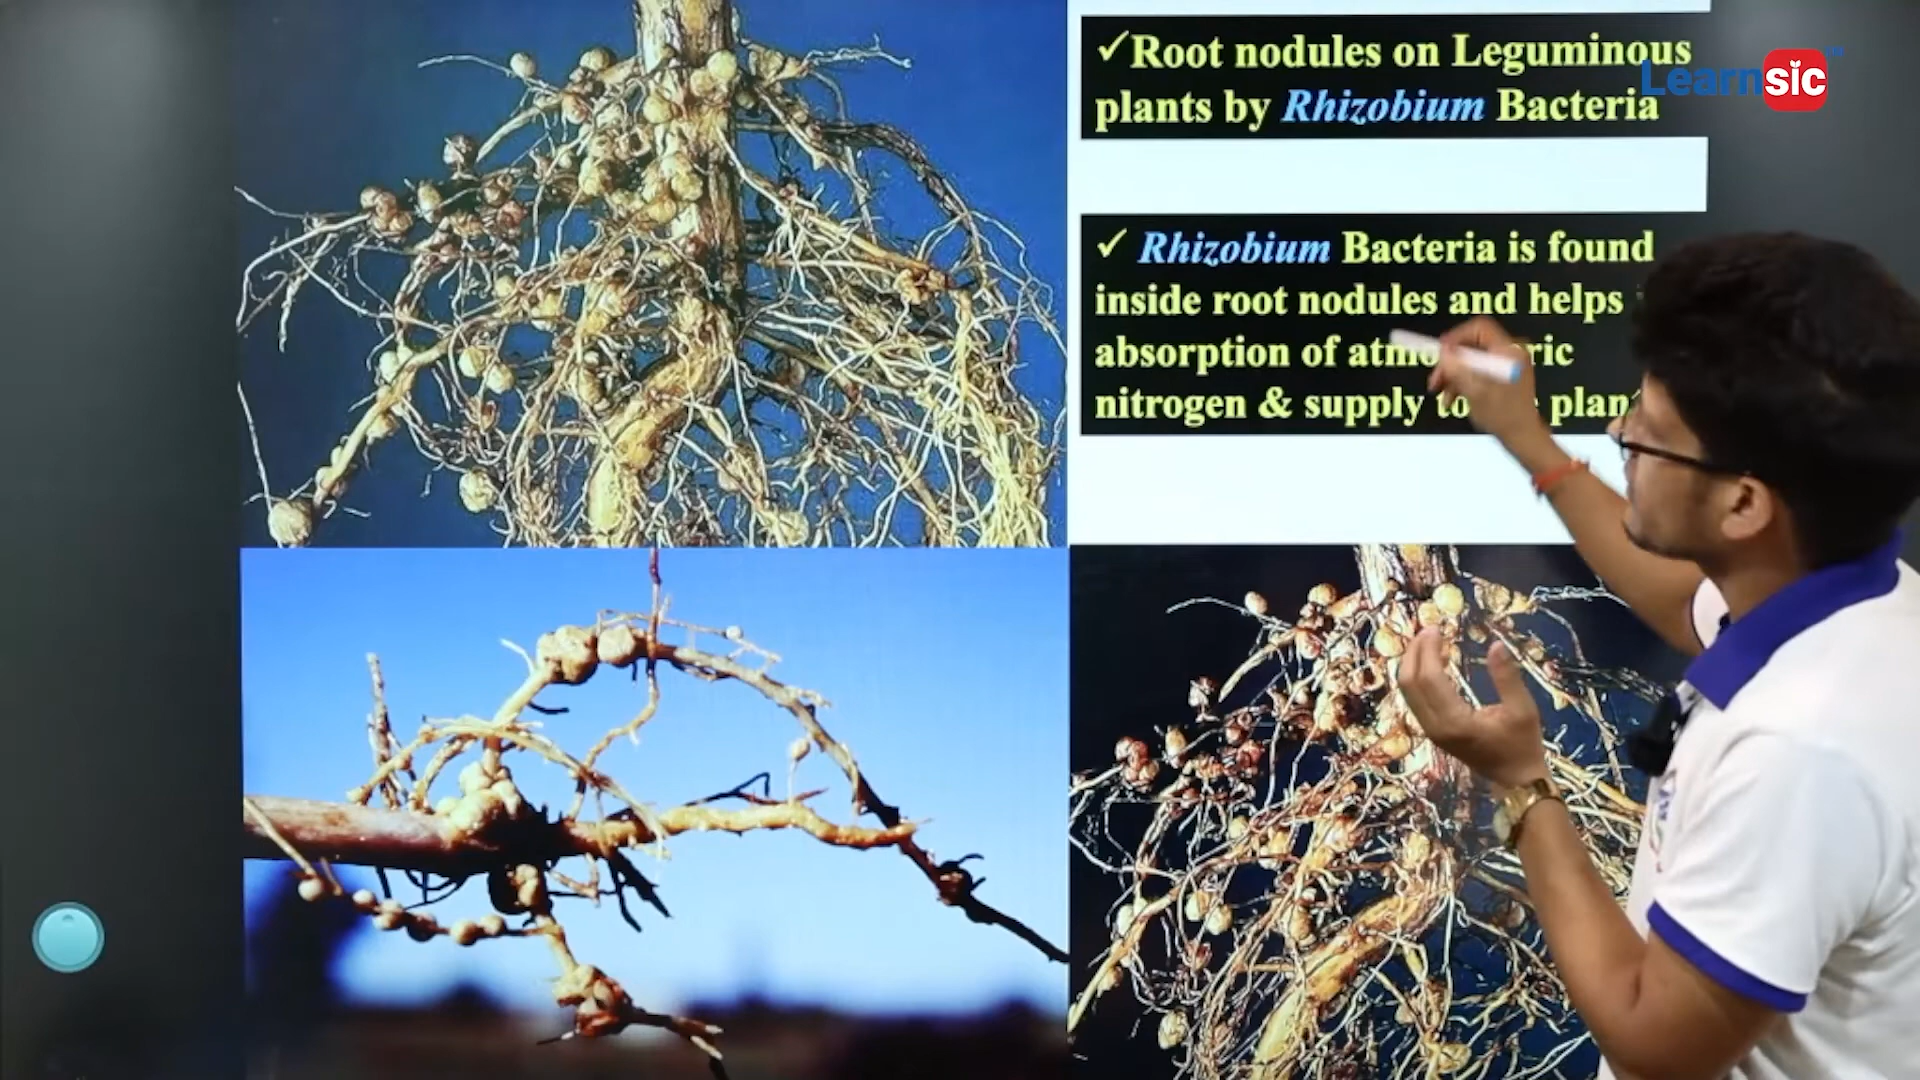 ✓Root nodules on Leguminous
plants by Rhizobium Bacteria
Learnsic™
✓ Rhizobium Bacteria is found
inside root nodules and helps
absorption of
nitrogen & supply